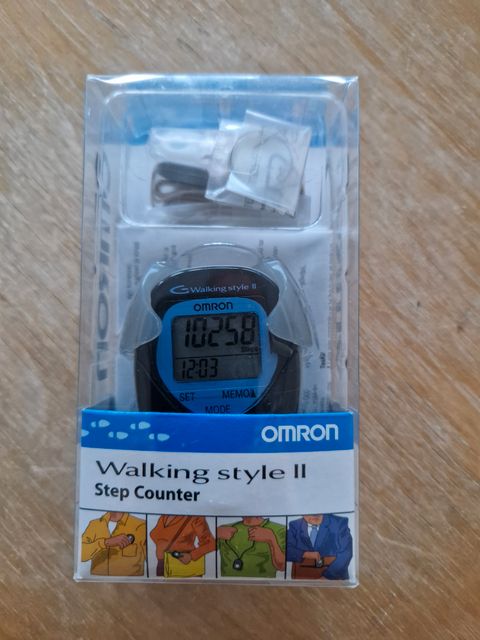 Walking style II
OMRON
10258
12:03
SET
MEMO
MODE
OMRON
Walking style II
Step Counter